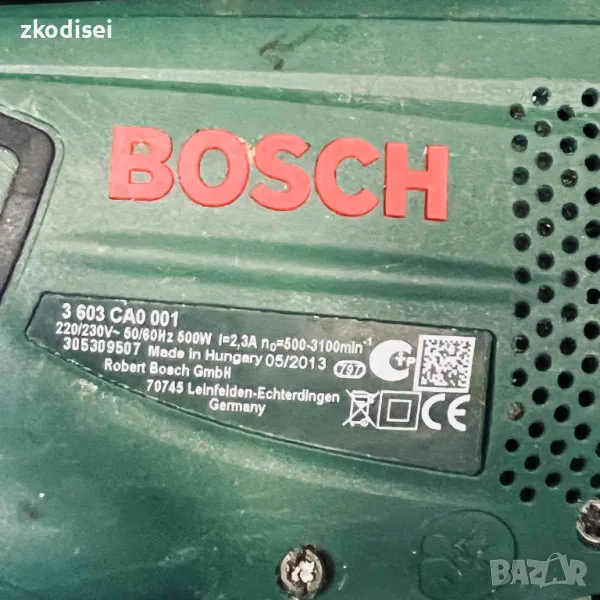 zkodisei
BOSCH
3 603 CA0 001
220/230V~ 50/60Hz 500W I=2,3A n₀=500-3100min⁻¹
305309507 Made in Hungary 05/2013 797
Robert Bosch GmbH
70745 Leinfelden-Echterdingen
Germany
CE
BAZAR